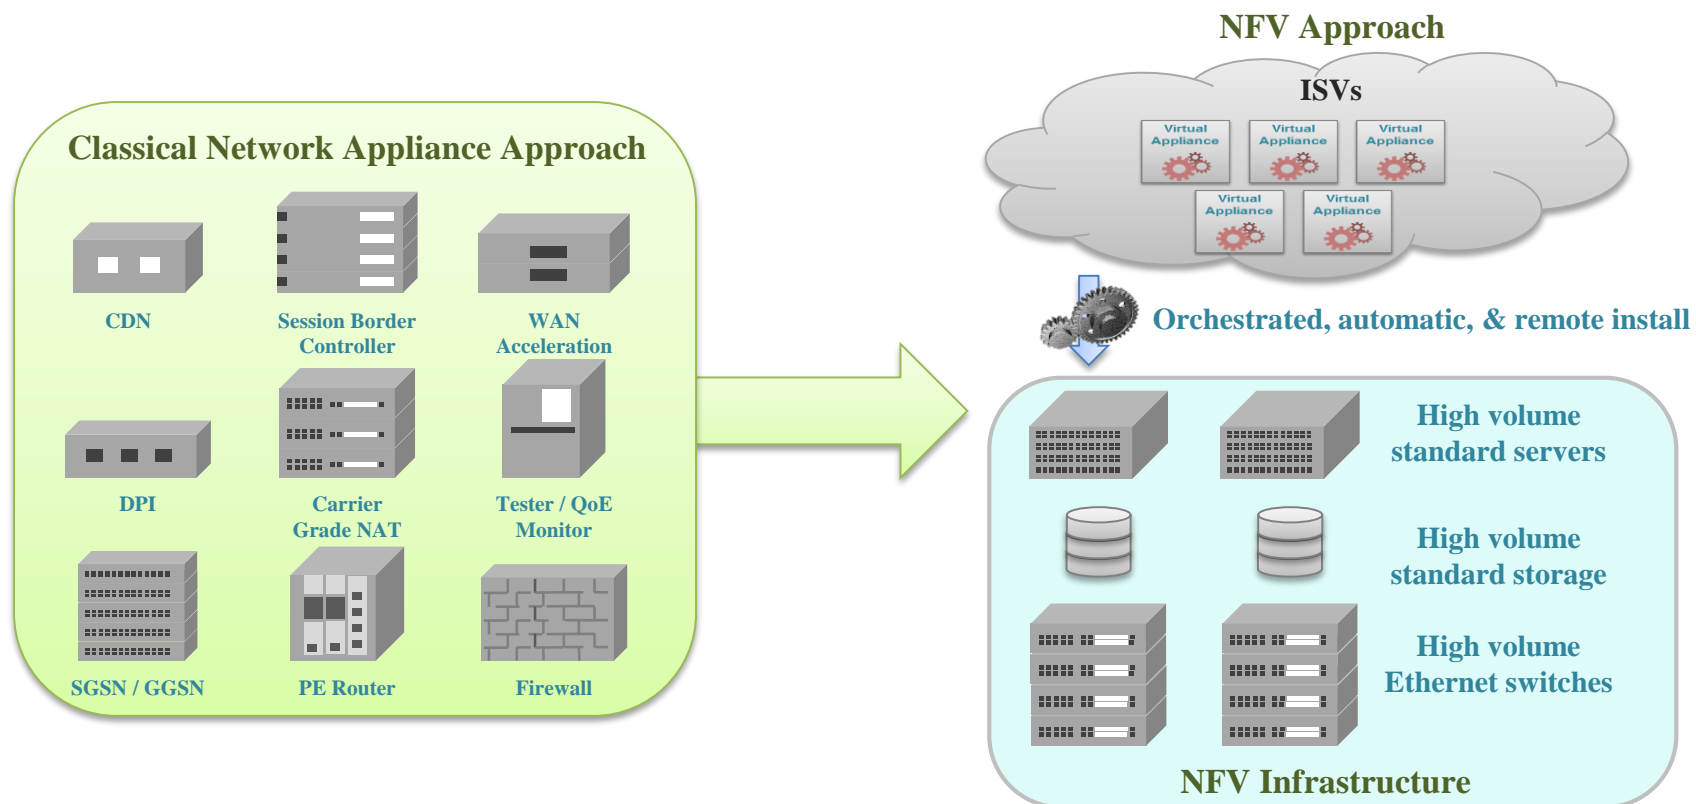 Classical Network Appliance Approach
CDN
Session Border
Controller
WAN
Acceleration
DPI
Carrier
Grade NAT
Tester / QoE
Monitor
SGSN / GGSN
PE Router
Firewall
NFV Approach
ISVs
Virtual
Appliance
Virtual
Appliance
Virtual
Appliance
Virtual
Appliance
Virtual
Appliance
Orchestrated, automatic, & remote install
High volume
standard servers
High volume
standard storage
High volume
Ethernet switches
NFV Infrastructure